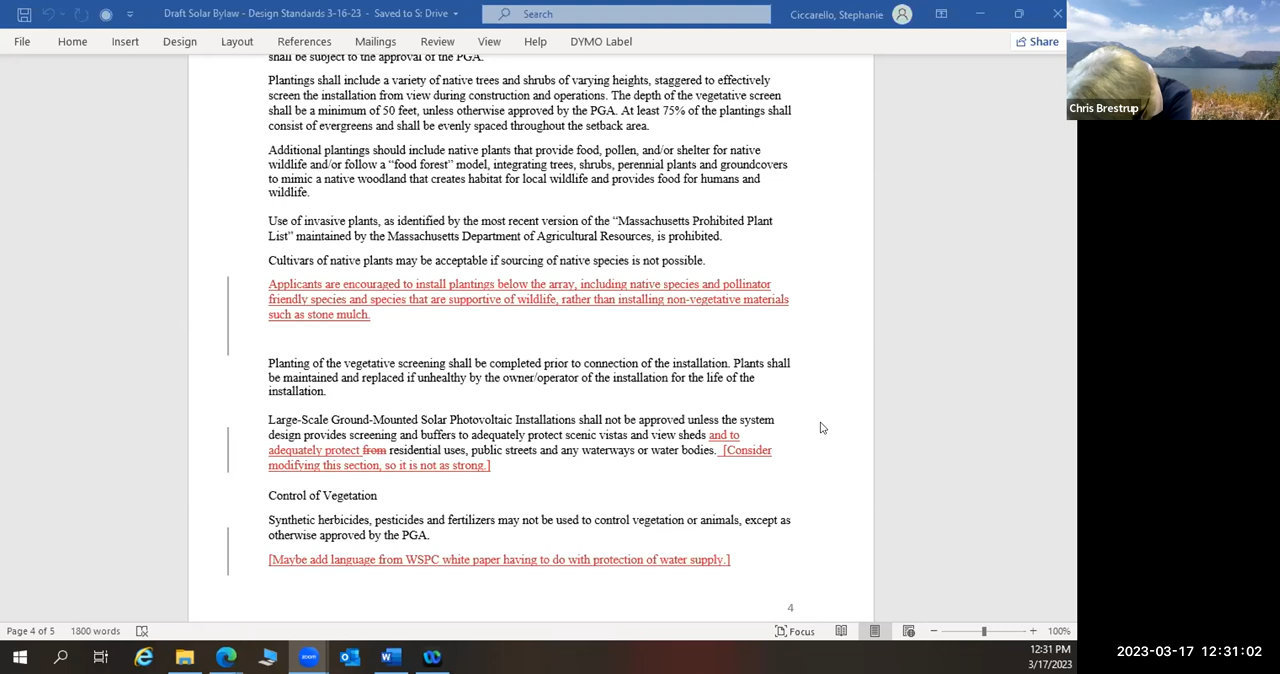 Draft Solar Bylaw - Design Standards 3-16-23 - Saved to S: Drive
Search
Ciccarello, Stephanie
File Home Insert Design Layout References Mailings Review View Help DYMO Label
Share
Chris Brestrup
shall be subject to the approval of the PGA.
Plantings shall include a variety of native trees and shrubs of varying heights, staggered to effectively
screen the installation from view during construction and operations. The depth of the vegetative screen
shall be a minimum of 50 feet, unless otherwise approved by the PGA. At least 75% of the plantings shall
consist of evergreens and shall be evenly spaced throughout the setback area.
Additional plantings should include native plants that provide food, pollen, and/or shelter for native
wildlife and/or follow a “food forest” model, integrating trees, shrubs, perennial plants and groundcovers
to mimic a native woodland that creates habitat for local wildlife and provides food for humans and
wildlife.
Use of invasive plants, as identified by the most recent version of the “Massachusetts Prohibited Plant
List” maintained by the Massachusetts Department of Agricultural Resources, is prohibited.
Cultivars of native plants may be acceptable if sourcing of native species is not possible.
Applicants are encouraged to install plantings below the array, including native species and pollinator
friendly species and species that are supportive of wildlife, rather than installing non-vegetative materials
such as stone mulch.
Planting of the vegetative screening shall be completed prior to connection of the installation. Plants shall
be maintained and replaced if unhealthy by the owner/operator of the installation for the life of the
installation.
Large-Scale Ground-Mounted Solar Photovoltaic Installations shall not be approved unless the system
design provides screening and buffers to adequately protect scenic vistas and view sheds and to
adequately protect from residential uses, public streets and any waterways or water bodies. [Consider
modifying this section, so it is not as strong.]
Control of Vegetation
Synthetic herbicides, pesticides and fertilizers may not be used to control vegetation or animals, except as
otherwise approved by the PGA.
[Maybe add language from WSPC white paper having to do with protection of water supply.]
4
Page 4 of 5 1800 words
Focus
100%
zoom
12:31 PM
3/17/2023
2023-03-17 12:31:02